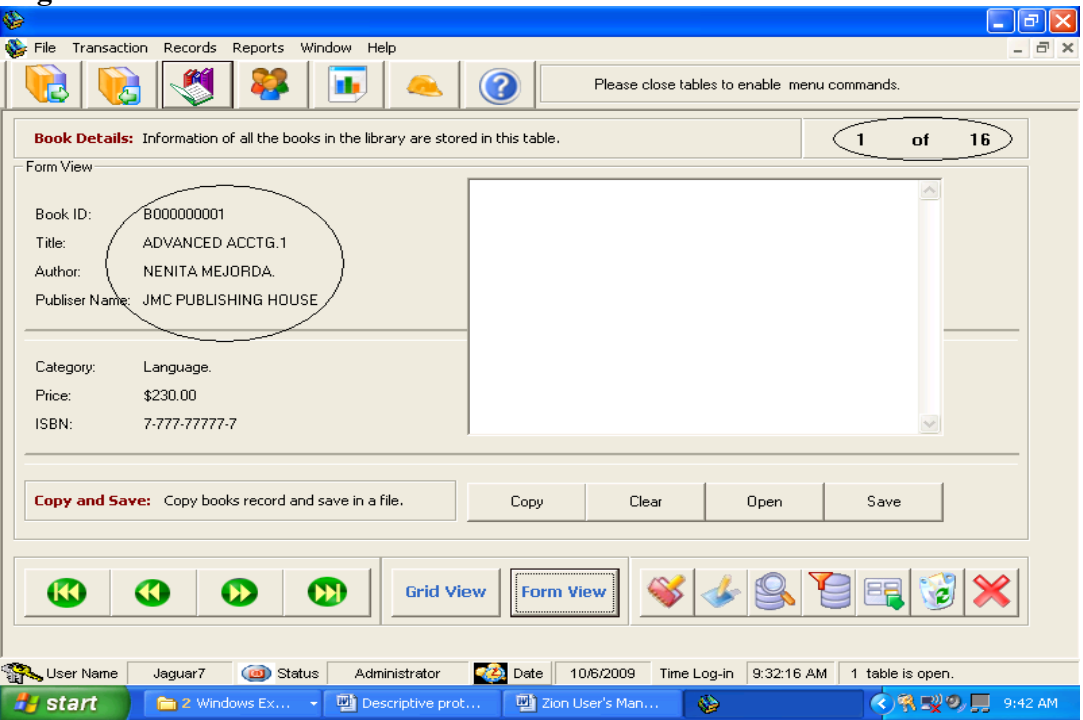 File Transaction Records Reports Window Help
Please close tables to enable menu commands.
Book Details: Information of all the books in the library are stored in this table.
1 of 16
Form View
Book ID: B000000001
Title: ADVANCED ACCTG.1
Author: NENITA MEJORDA.
Publiser Name: JMC PUBLISHING HOUSE
Category: Language.
Price: $230.00
ISBN: 7-777-77777-7
Copy and Save: Copy books record and save in a file.
Copy Clear Open Save
Grid View Form View
User Name Jaguar7 Status Administrator Date 10/6/2009 Time Log-in 9:32:16 AM 1 table is open.
start 2 Windows Ex... Descriptive prot... Zion User's Man... 9:42 AM